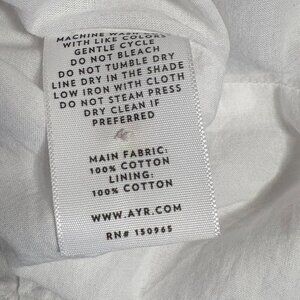 MACHINE WASH
WITH LIKE COLORS
GENTLE CYCLE
DO NOT BLEACH
DO NOT TUMBLE DRY
LINE DRY IN THE SHADE
LOW IRON WITH CLOTH
DO NOT STEAM PRESS
DRY CLEAN IF
PREFERRED
MAIN FABRIC:
100% COTTON
LINING:
100% COTTON
WWW.AYR.COM
RN# 150965